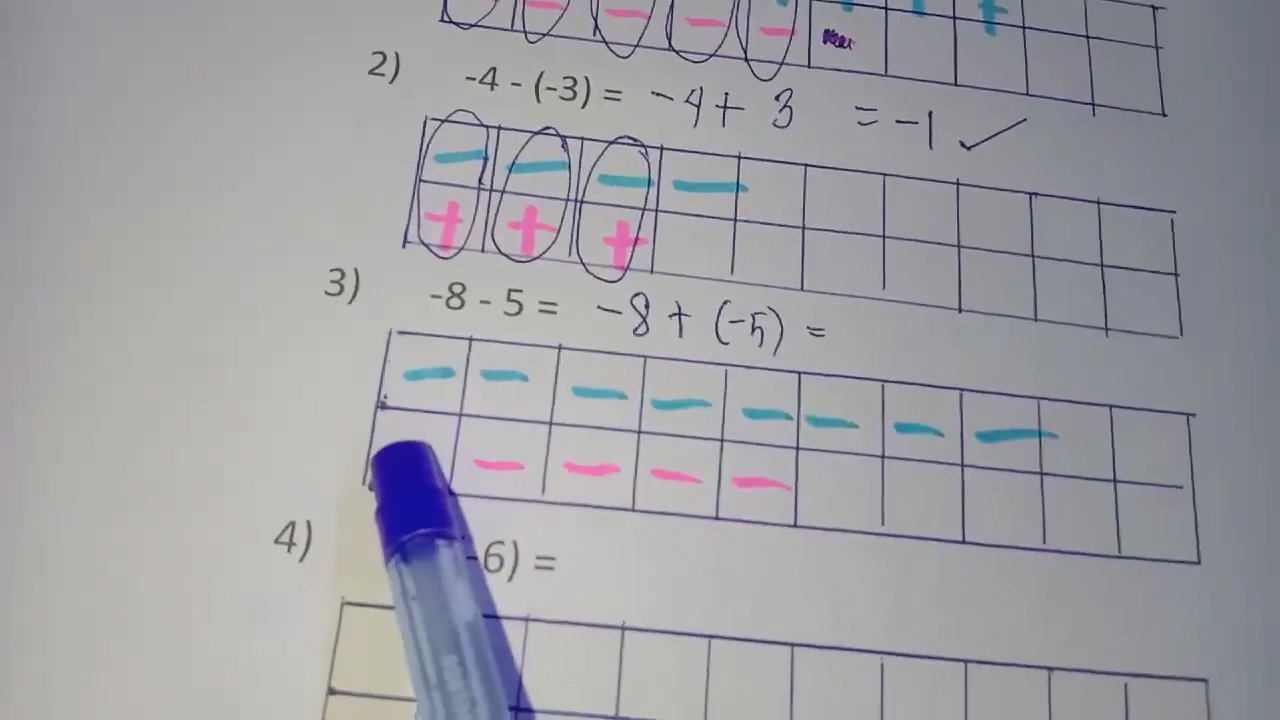 2) -4 - (-3) = -4 + 3 = -1 ✓
3) -8 - 5 = -8 + (-5) =
4) -6) =